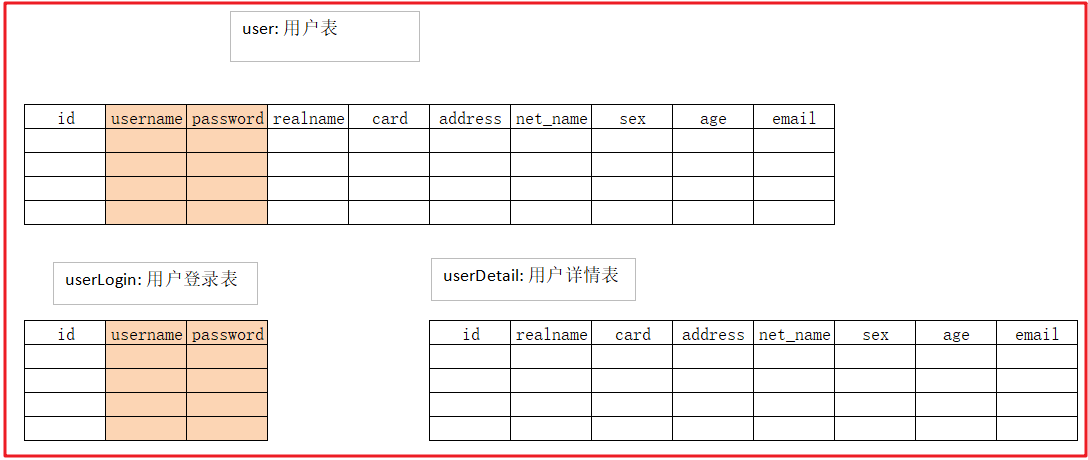 user: 用户表
id username password realname card address net_name sex age email
userLogin: 用户登录表
userDetail: 用户详情表
id username password
id realname card address net_name sex age email